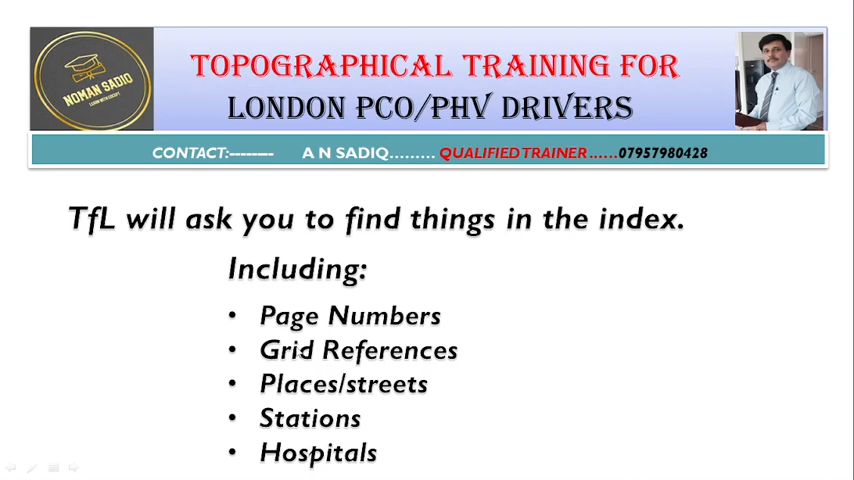 NOMAN SADIQ
TOPOGRAPHICAL TRAINING FOR
LONDON PCO/PHV DRIVERS
CONTACT:-------- A N SADIQ......... QUALIFIED TRAINER ......07957980428
TfL will ask you to find things in the index.
Including:
• Page Numbers
• Grid References
• Places/streets
• Stations
• Hospitals